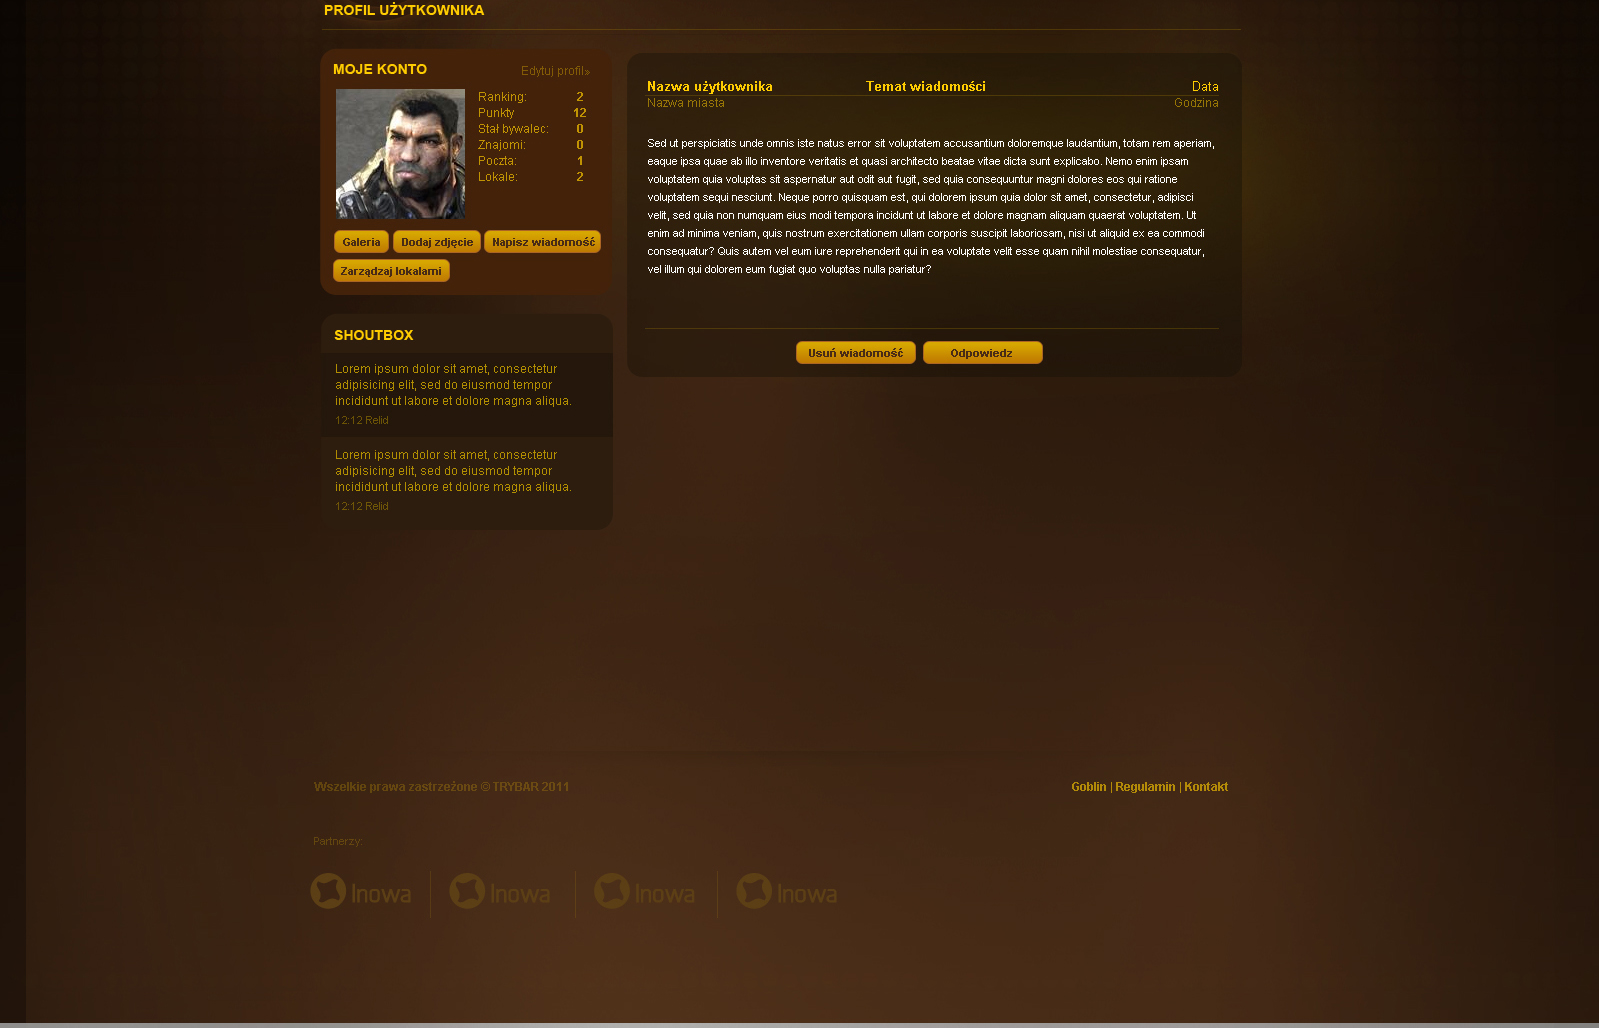 PROFIL UŻYTKOWNIKA
MOJE KONTO
Edytuj profil»
Ranking: 2
Punkty 12
Stał bywalec: 0
Znajomi: 0
Poczta: 1
Lokale: 2
Galeria
Dodaj zdjęcie
Napisz wiadomość
Zarządzaj lokalami
SHOUTBOX
Lorem ipsum dolor sit amet, consectetur
adipisicing elit, sed do eiusmod tempor
incididunt ut labore et dolore magna aliqua.
12:12 Relid
Lorem ipsum dolor sit amet, consectetur
adipisicing elit, sed do eiusmod tempor
incididunt ut labore et dolore magna aliqua.
12:12 Relid
Nazwa użytkownika Temat wiadomości Data
Nazwa miasta Godzina
Sed ut perspiciatis unde omnis iste natus error sit voluptatem accusantium doloremque laudantium, totam rem aperiam,
eaque ipsa quae ab illo inventore veritatis et quasi architecto beatae vitae dicta sunt explicabo. Nemo enim ipsam
voluptatem quia voluptas sit aspernatur aut odit aut fugit, sed quia consequuntur magni dolores eos qui ratione
voluptatem sequi nesciunt. Neque porro quisquam est, qui dolorem ipsum quia dolor sit amet, consectetur, adipisci
velit, sed quia non numquam eius modi tempora incidunt ut labore et dolore magnam aliquam quaerat voluptatem. Ut
enim ad minima veniam, quis nostrum exercitationem ullam corporis suscipit laboriosam, nisi ut aliquid ex ea commodi
consequatur? Quis autem vel eum iure reprehenderit qui in ea voluptate velit esse quam nihil molestiae consequatur,
vel illum qui dolorem eum fugiat quo voluptas nulla pariatur?
Usuń wiadomość
Odpowiedz
Wszelkie prawa zastrzeżone © TRYBAR 2011
Goblin | Regulamin | Kontakt
Partnerzy:
Inowa Inowa Inowa Inowa